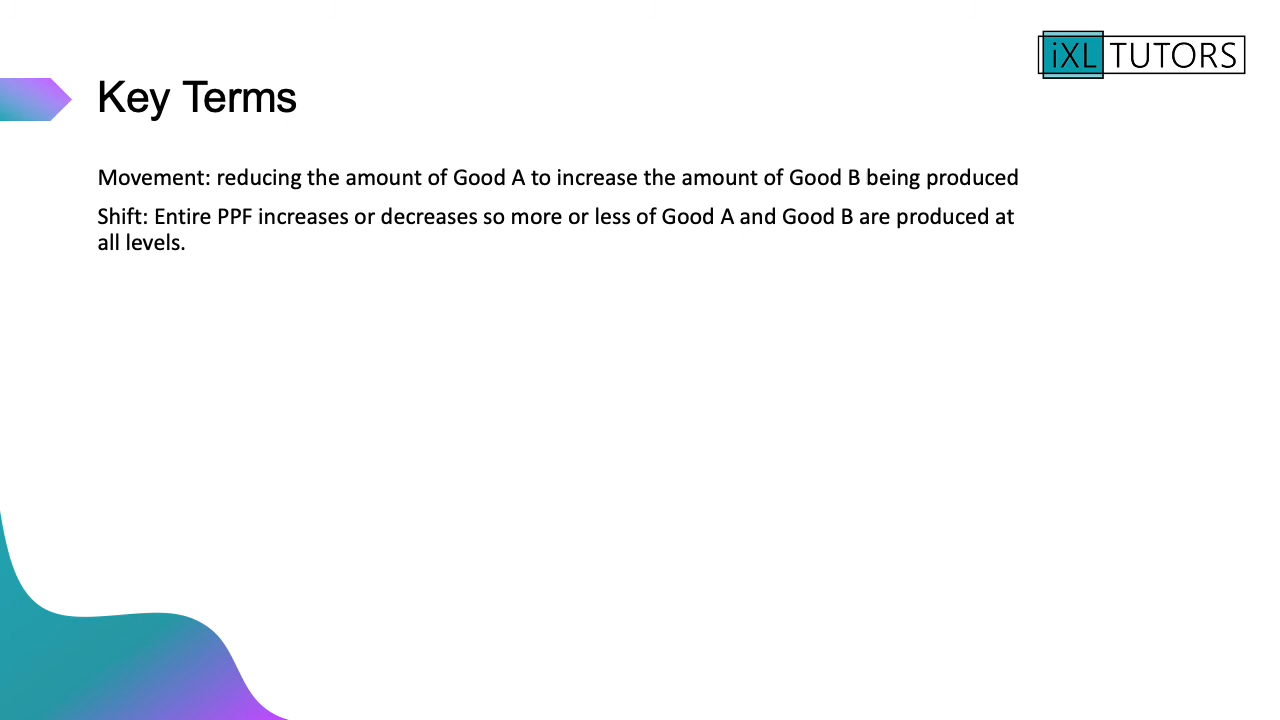 iXL TUTORS
Key Terms
Movement: reducing the amount of Good A to increase the amount of Good B being produced
Shift: Entire PPF increases or decreases so more or less of Good A and Good B are produced at
all levels.